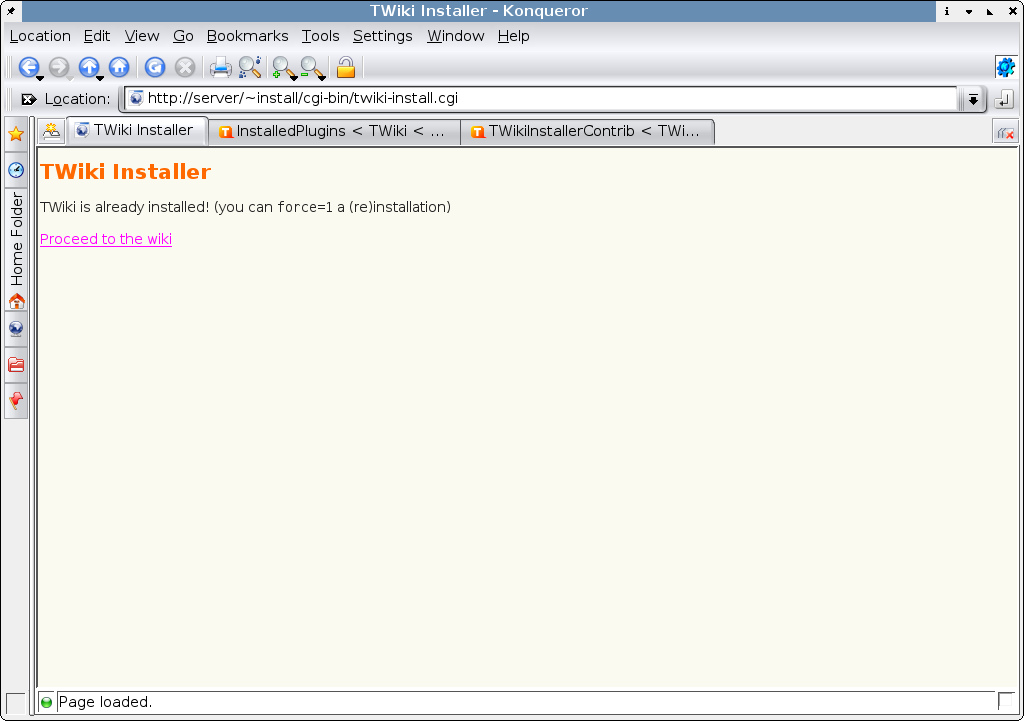 TWiki Installer - Konqueror
Location Edit View Go Bookmarks Tools Settings Window Help
Location: http://server/~install/cgi-bin/twiki-install.cgi
TWiki Installer InstalledPlugins < TWiki < ... TWikiInstallerContrib < TWi...
Home Folder
TWiki Installer
TWiki is already installed! (you can force=1 a (re)installation)
Proceed to the wiki
Page loaded.